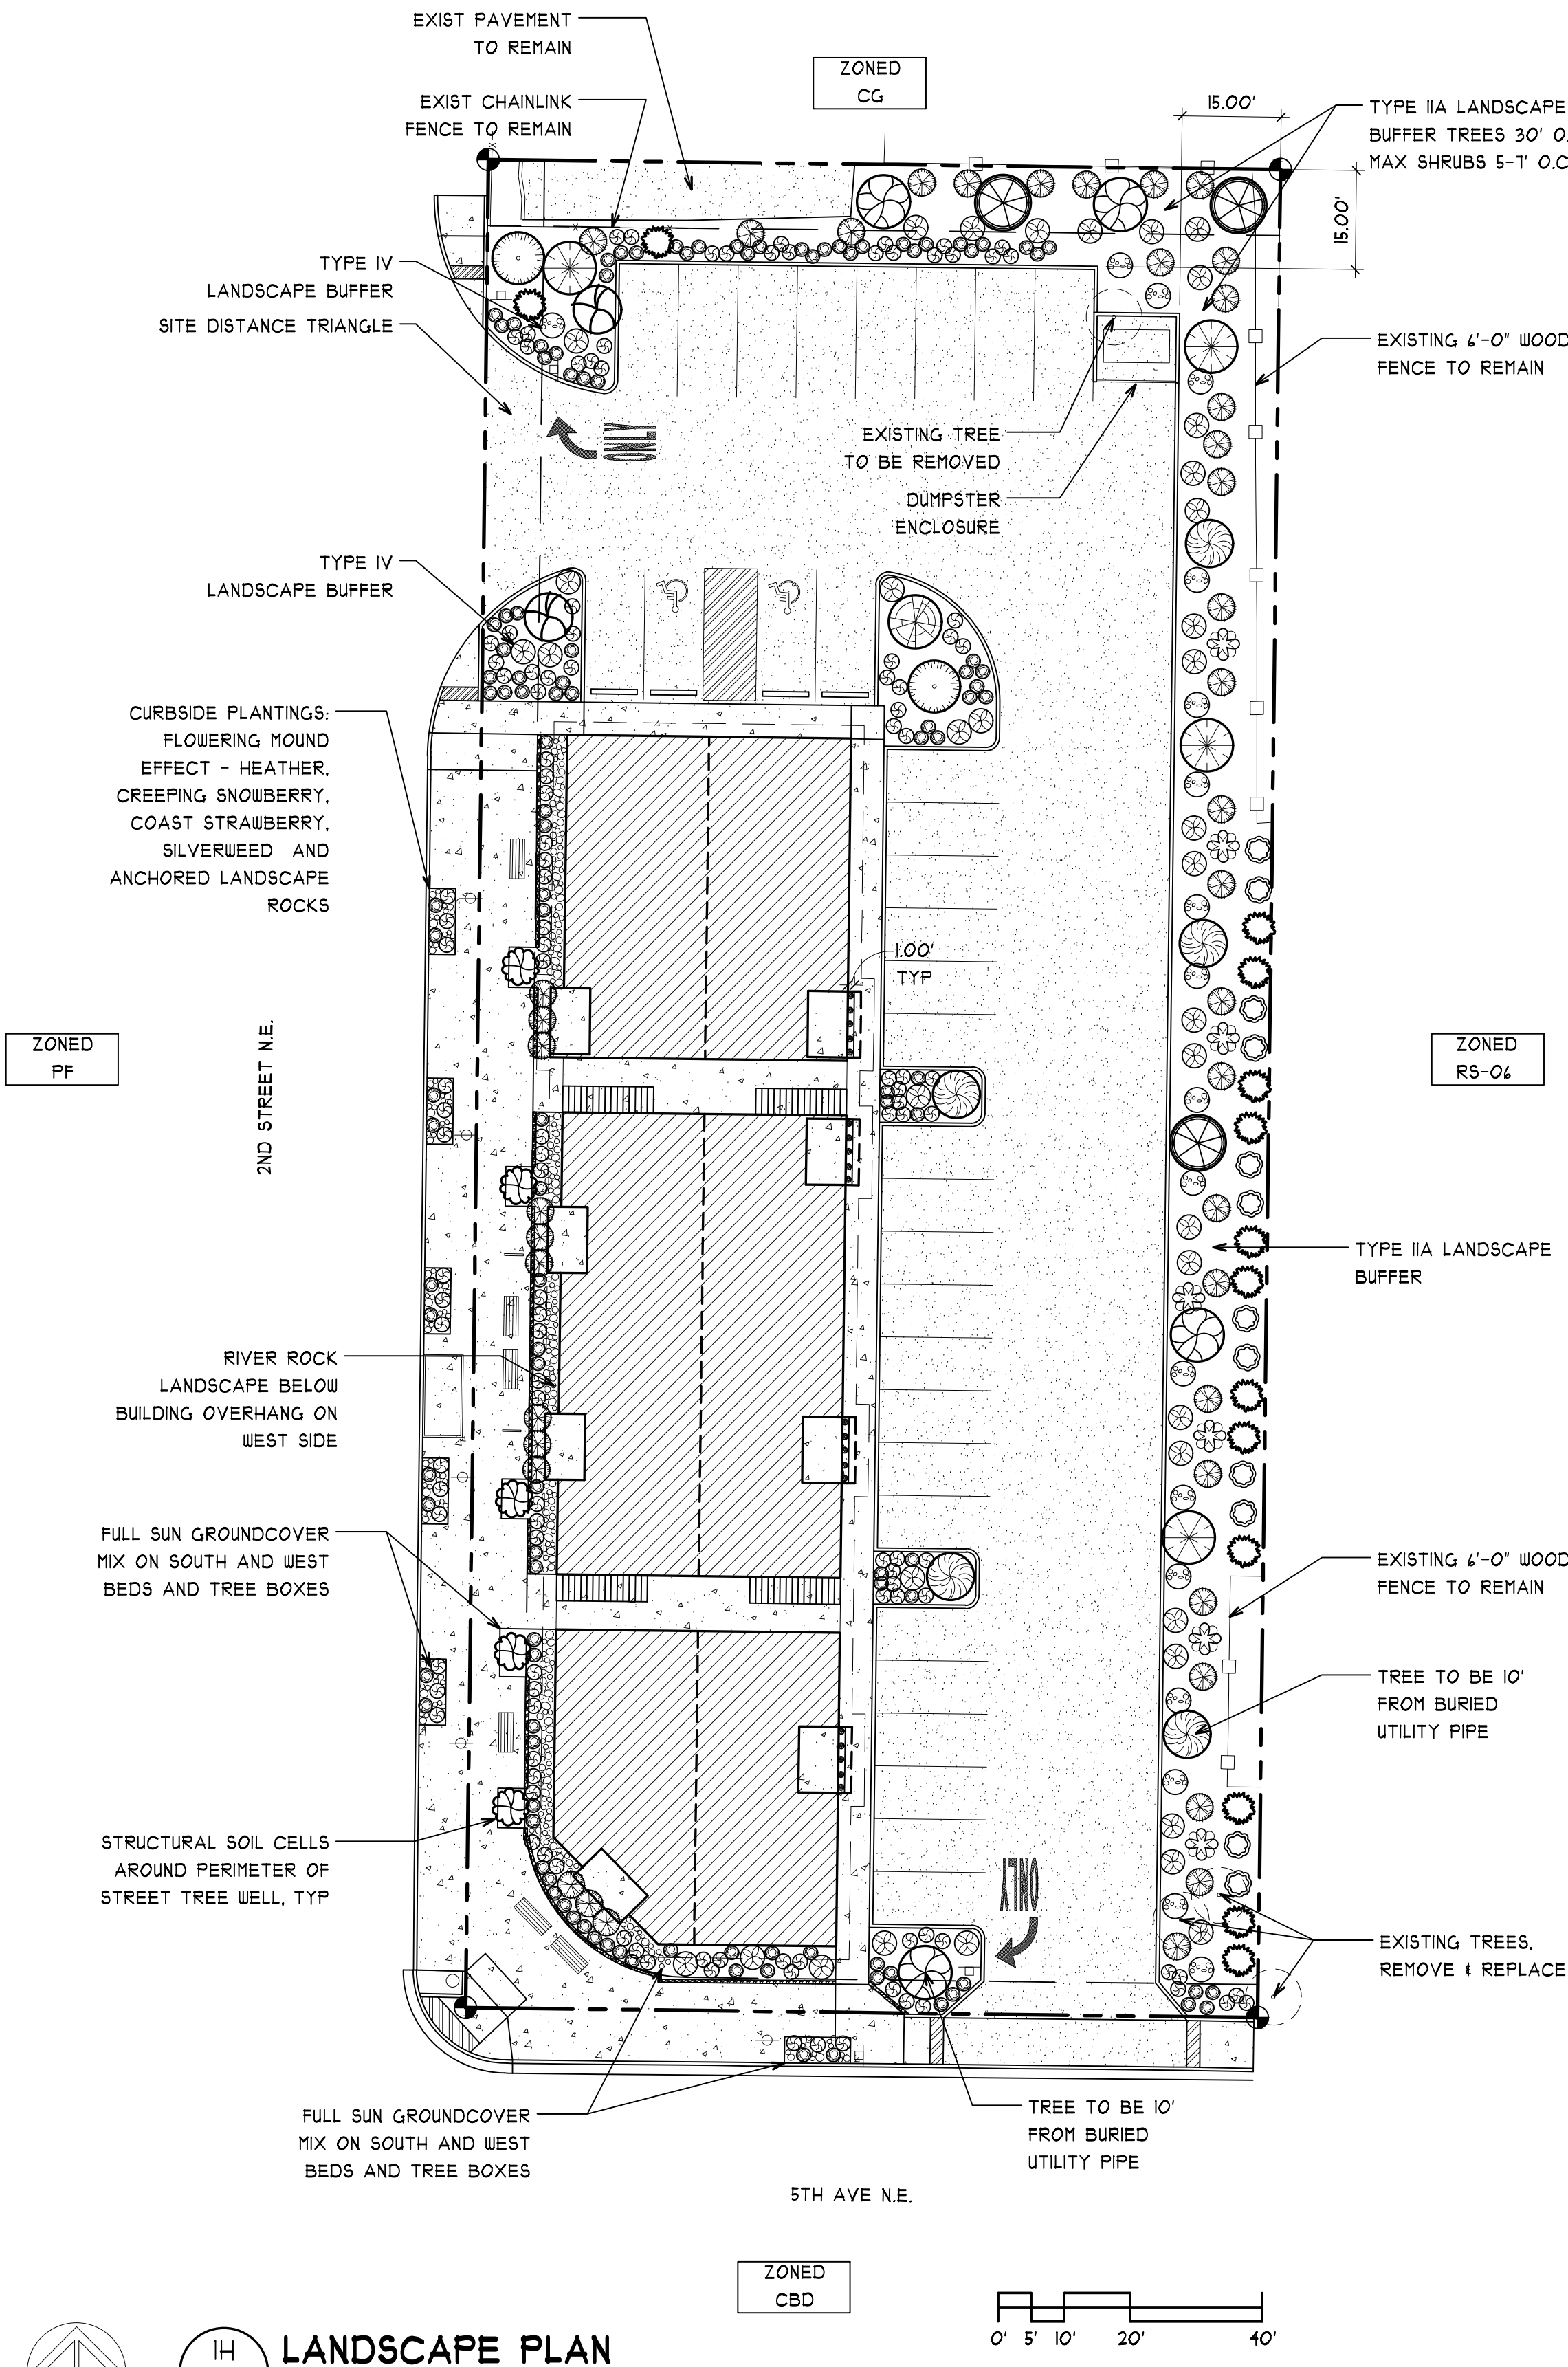 EXIST PAVEMENT
TO REMAIN
ZONED
CG
EXIST CHAINLINK
FENCE TO REMAIN
15.00'
TYPE IIA LANDSCAPE
BUFFER TREES 30' O.
MAX SHRUBS 5-7' O.C
15.00'
TYPE IV
LANDSCAPE BUFFER
SITE DISTANCE TRIANGLE
EXISTING 6'-0" WOOD
FENCE TO REMAIN
ONLY
EXISTING TREE
TO BE REMOVED
DUMPSTER
ENCLOSURE
TYPE IV
LANDSCAPE BUFFER
CURBSIDE PLANTINGS:
FLOWERING MOUND
EFFECT - HEATHER,
CREEPING SNOWBERRY,
COAST STRAWBERRY,
SILVERWEED AND
ANCHORED LANDSCAPE
ROCKS
1.00'
TYP
ZONED
PF
2ND STREET N.E.
ZONED
RS-06
TYPE IIA LANDSCAPE
BUFFER
RIVER ROCK
LANDSCAPE BELOW
BUILDING OVERHANG ON
WEST SIDE
FULL SUN GROUNDCOVER
MIX ON SOUTH AND WEST
BEDS AND TREE BOXES
EXISTING 6'-0" WOOD
FENCE TO REMAIN
TREE TO BE 10'
FROM BURIED
UTILITY PIPE
STRUCTURAL SOIL CELLS
AROUND PERIMETER OF
STREET TREE WELL, TYP
ONLY
EXISTING TREES,
REMOVE & REPLACE
FULL SUN GROUNDCOVER
MIX ON SOUTH AND WEST
BEDS AND TREE BOXES
TREE TO BE 10'
FROM BURIED
UTILITY PIPE
5TH AVE N.E.
ZONED
CBD
0' 5' 10' 20' 40'
1H
LANDSCAPE PLAN